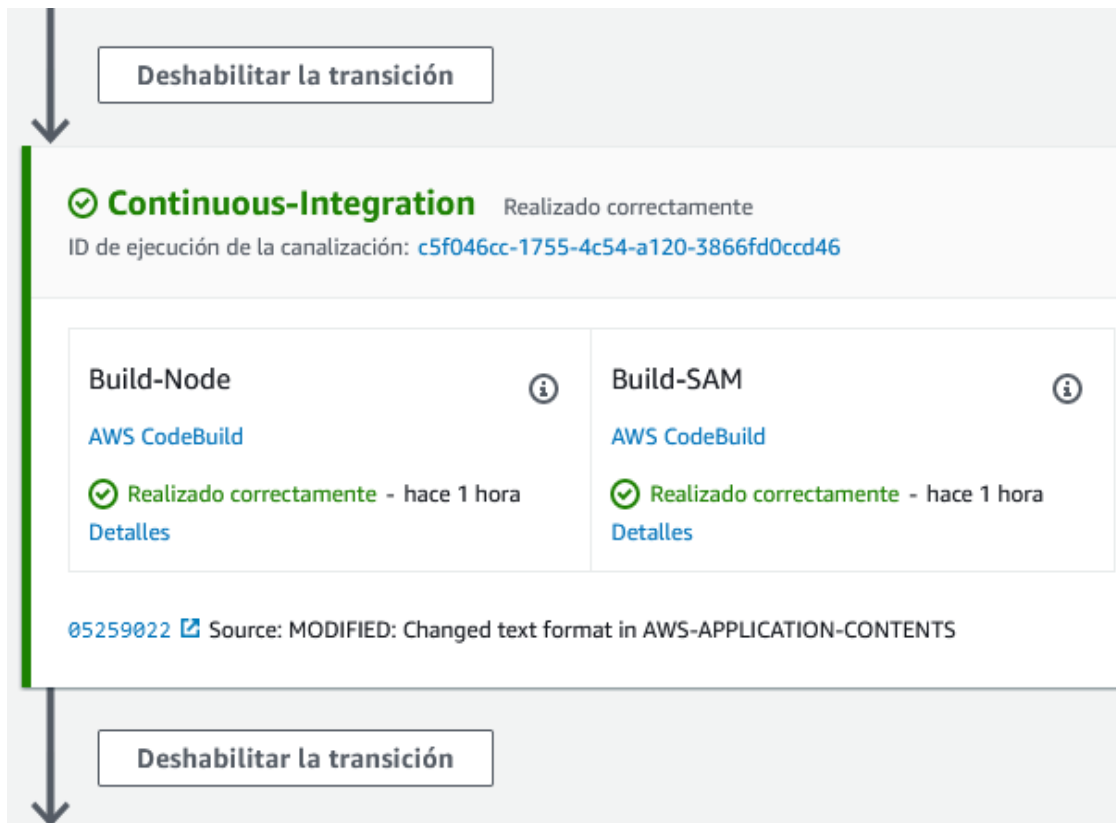 Deshabilitar la transición
Continuous-Integration Realizado correctamente
ID de ejecución de la canalización: c5f046cc-1755-4c54-a120-3866fd0ccd46
Build-Node
AWS CodeBuild
Realizado correctamente - hace 1 hora
Detalles
Build-SAM
AWS CodeBuild
Realizado correctamente - hace 1 hora
Detalles
05259022 Source: MODIFIED: Changed text format in AWS-APPLICATION-CONTENTS
Deshabilitar la transición